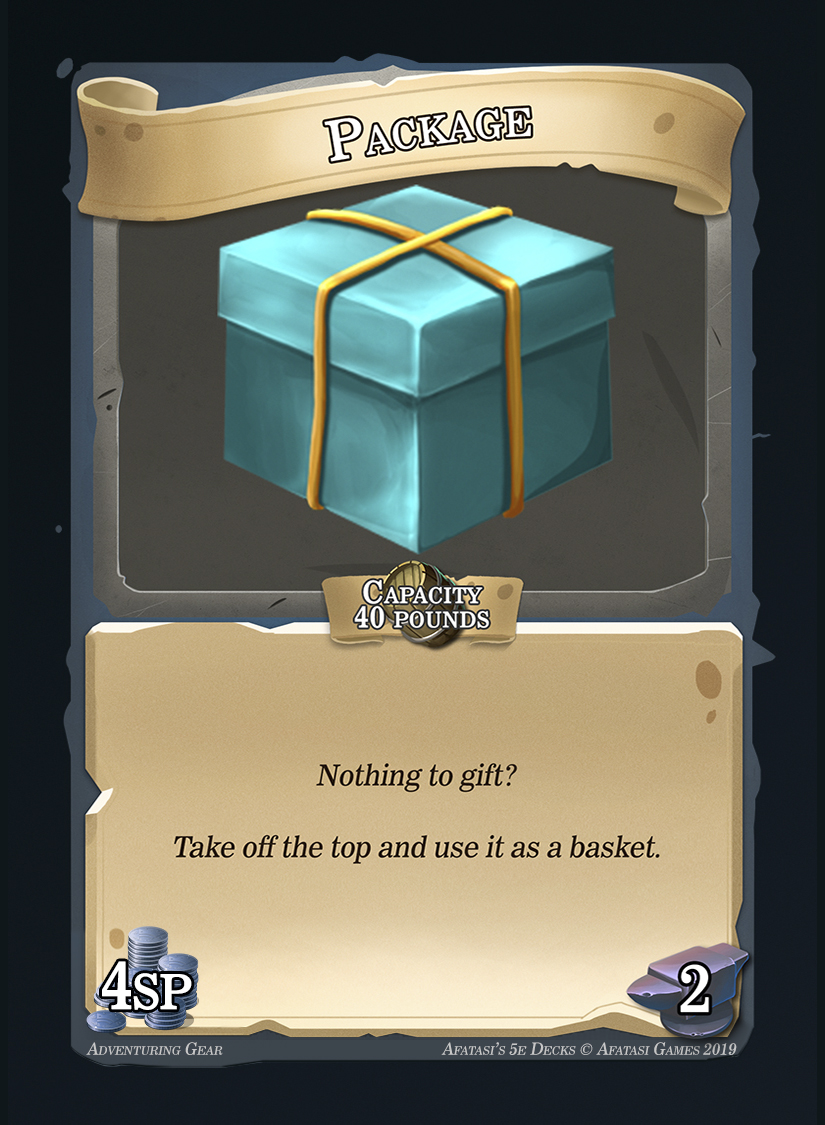 Package
Capacity
40 pounds
Nothing to gift?
Take off the top and use it as a basket.
4SP
2
Adventuring Gear
Afatasi's 5e Decks © Afatasi Games 2019